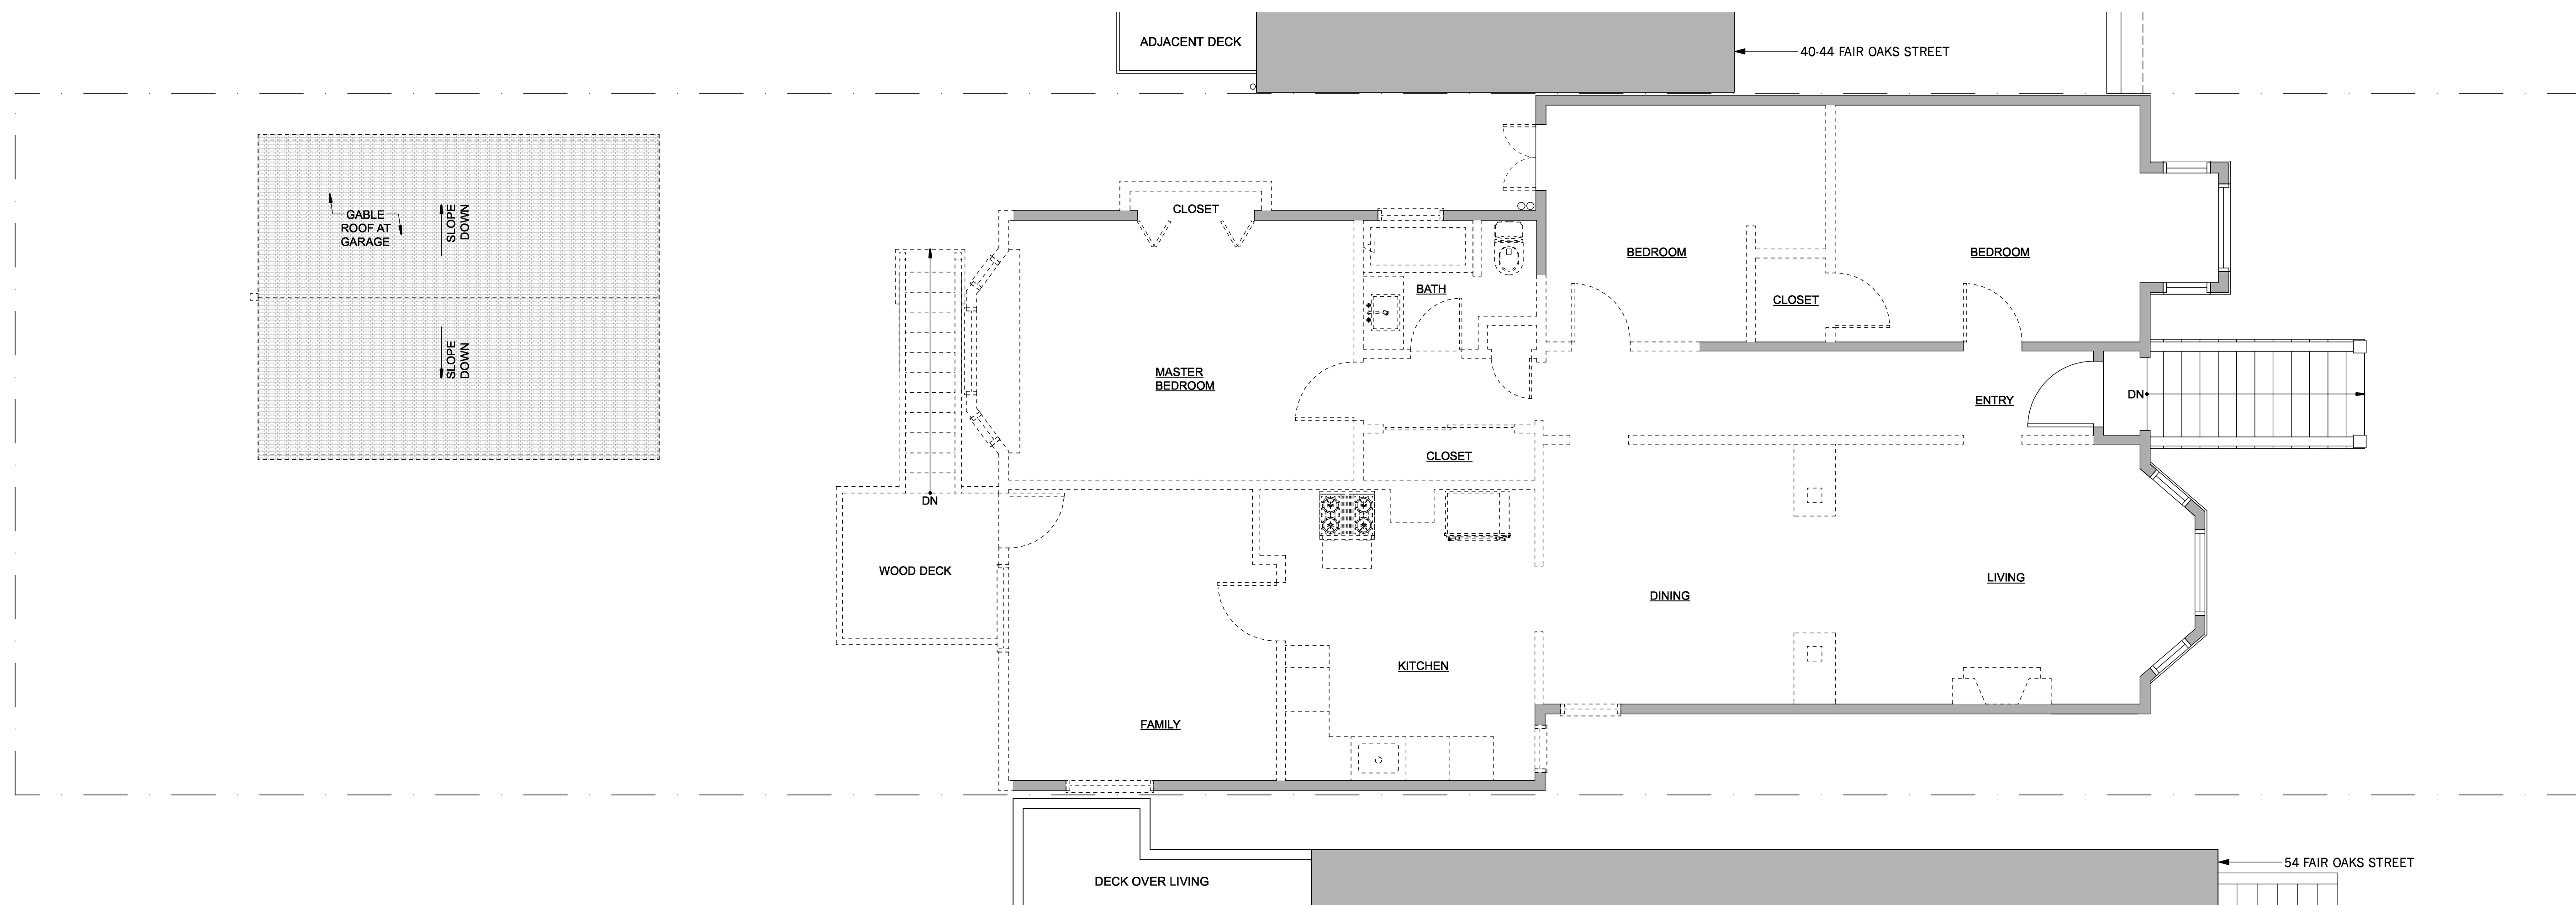 ADJACENT DECK
40-44 FAIR OAKS STREET
GABLE
ROOF AT
GARAGE
SLOPE
DOWN
SLOPE
DOWN
CLOSET
BEDROOM
BEDROOM
BATH
CLOSET
MASTER
BEDROOM
DN
ENTRY
CLOSET
DN
WOOD DECK
LIVING
DINING
KITCHEN
FAMILY
54 FAIR OAKS STREET
DECK OVER LIVING